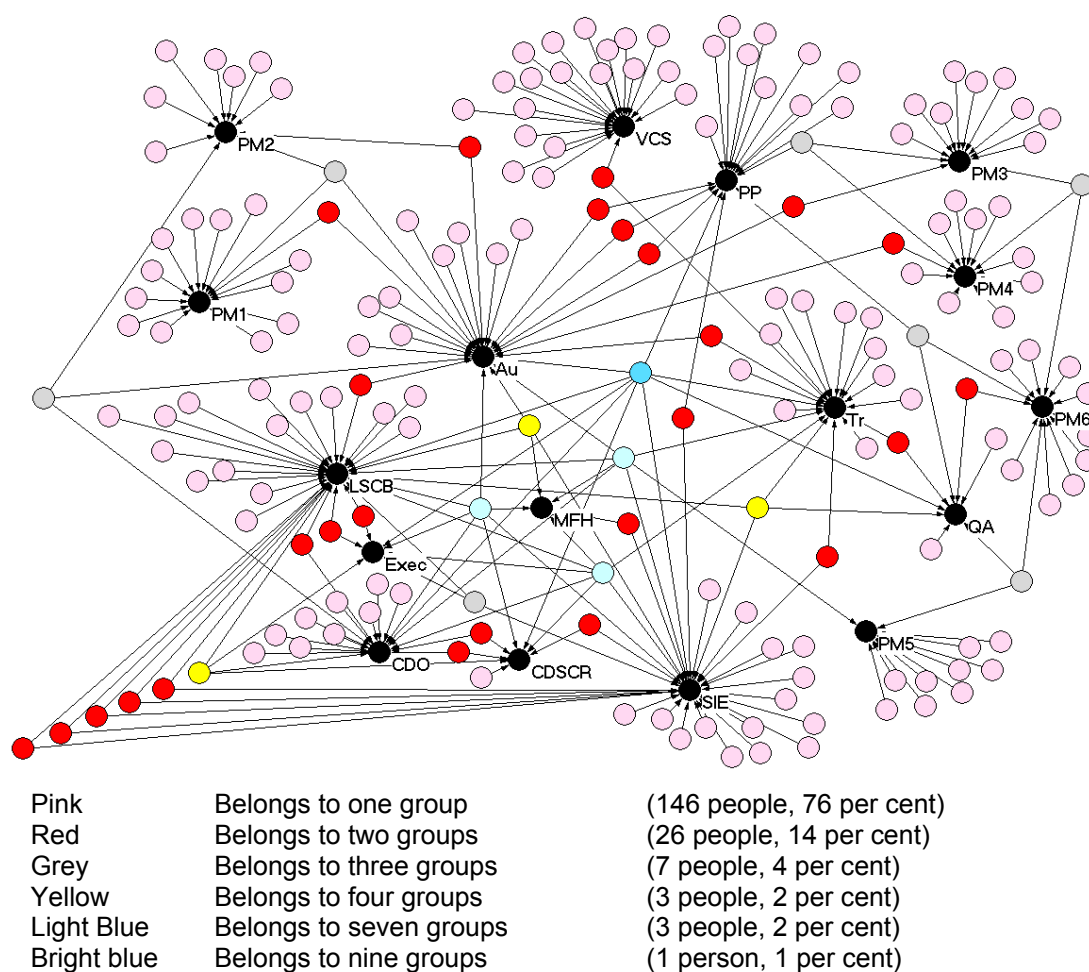 VCS
PM2
PM3
PP
PM4
PM1
Au
PM6
Tr
LSCB
MFH
QA
Exec
PM5
CDO
CDSCR
SIE
Pink Belongs to one group (146 people, 76 per cent)
Red Belongs to two groups (26 people, 14 per cent)
Grey Belongs to three groups (7 people, 4 per cent)
Yellow Belongs to four groups (3 people, 2 per cent)
Light Blue Belongs to seven groups (3 people, 2 per cent)
Bright blue Belongs to nine groups (1 person, 1 per cent)